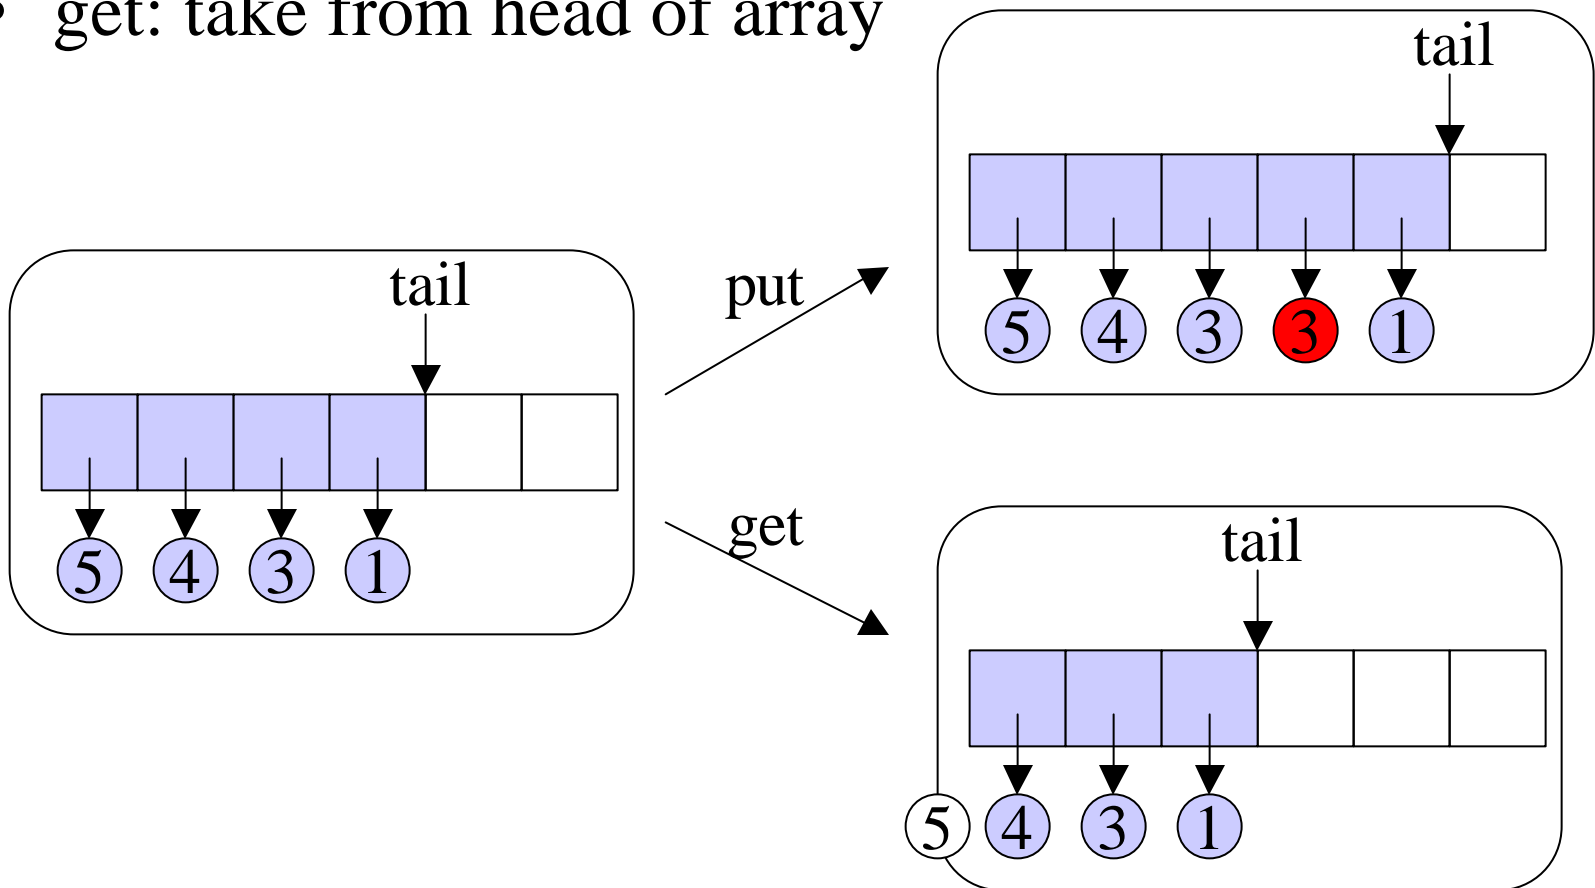 • get: take from head of array
tail
5 4 3 3 1
put
tail
5 4 3 1
get
tail
5 4 3 1